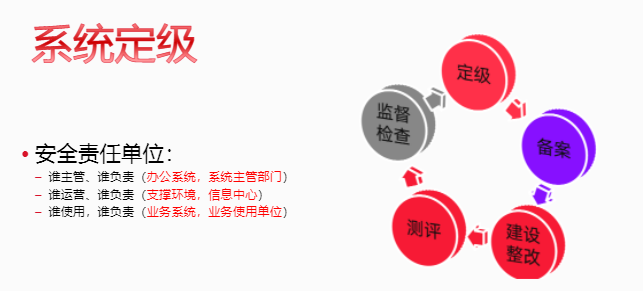 系统定级
• 安全责任单位：
– 谁主管、谁负责（办公系统，系统主管部门）
– 谁运营、谁负责（支撑环境，信息中心）
– 谁使用，谁负责（业务系统，业务使用单位）
定级
备案
建设
整改
测评
监督
检查